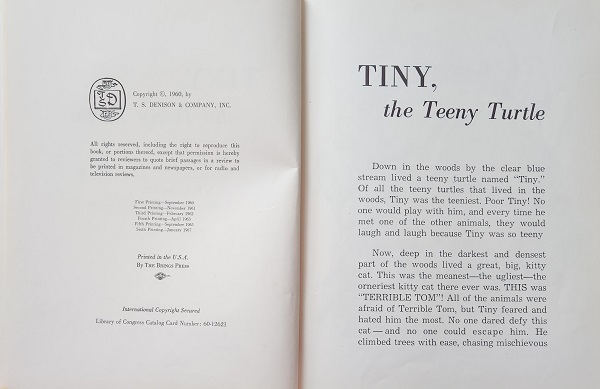 Copyright ©, 1960, by
T. S. DENISON & COMPANY, INC.
All rights reserved, including the right to reproduce this
book, or portions thereof, except that permission is hereby
granted to reviewers to quote brief passages in a review to
be printed in magazines and newspapers, or for radio and
television reviews.
First Printing—September 1960
Second Printing—November 1961
Third Printing—February 1962
Fourth Printing—April 1963
Fifth Printing—September 1965
Sixth Printing—January 1967
Printed in the U.S.A.
By THE BRINGS PRESS
International Copyright Secured
Library of Congress Catalog Card Number: 60-12621
TINY,
the Teeny Turtle
Down in the woods by the clear blue
stream lived a teeny turtle named "Tiny."
Of all the teeny turtles that lived in the
woods, Tiny was the teeniest. Poor Tiny! No
one would play with him, and every time he
met one of the other animals, they would
laugh and laugh because Tiny was so teeny
Now, deep in the darkest and densest
part of the woods lived a great, big, kitty
cat. This was the meanest—the ugliest—the
orneriest kitty cat there ever was. THIS was
"TERRIBLE TOM"! All of the animals were
afraid of Terrible Tom, but Tiny feared and
hated him the most. No one dared defy this
cat — and no one could escape him. He
climbed trees with ease, chasing mischievous